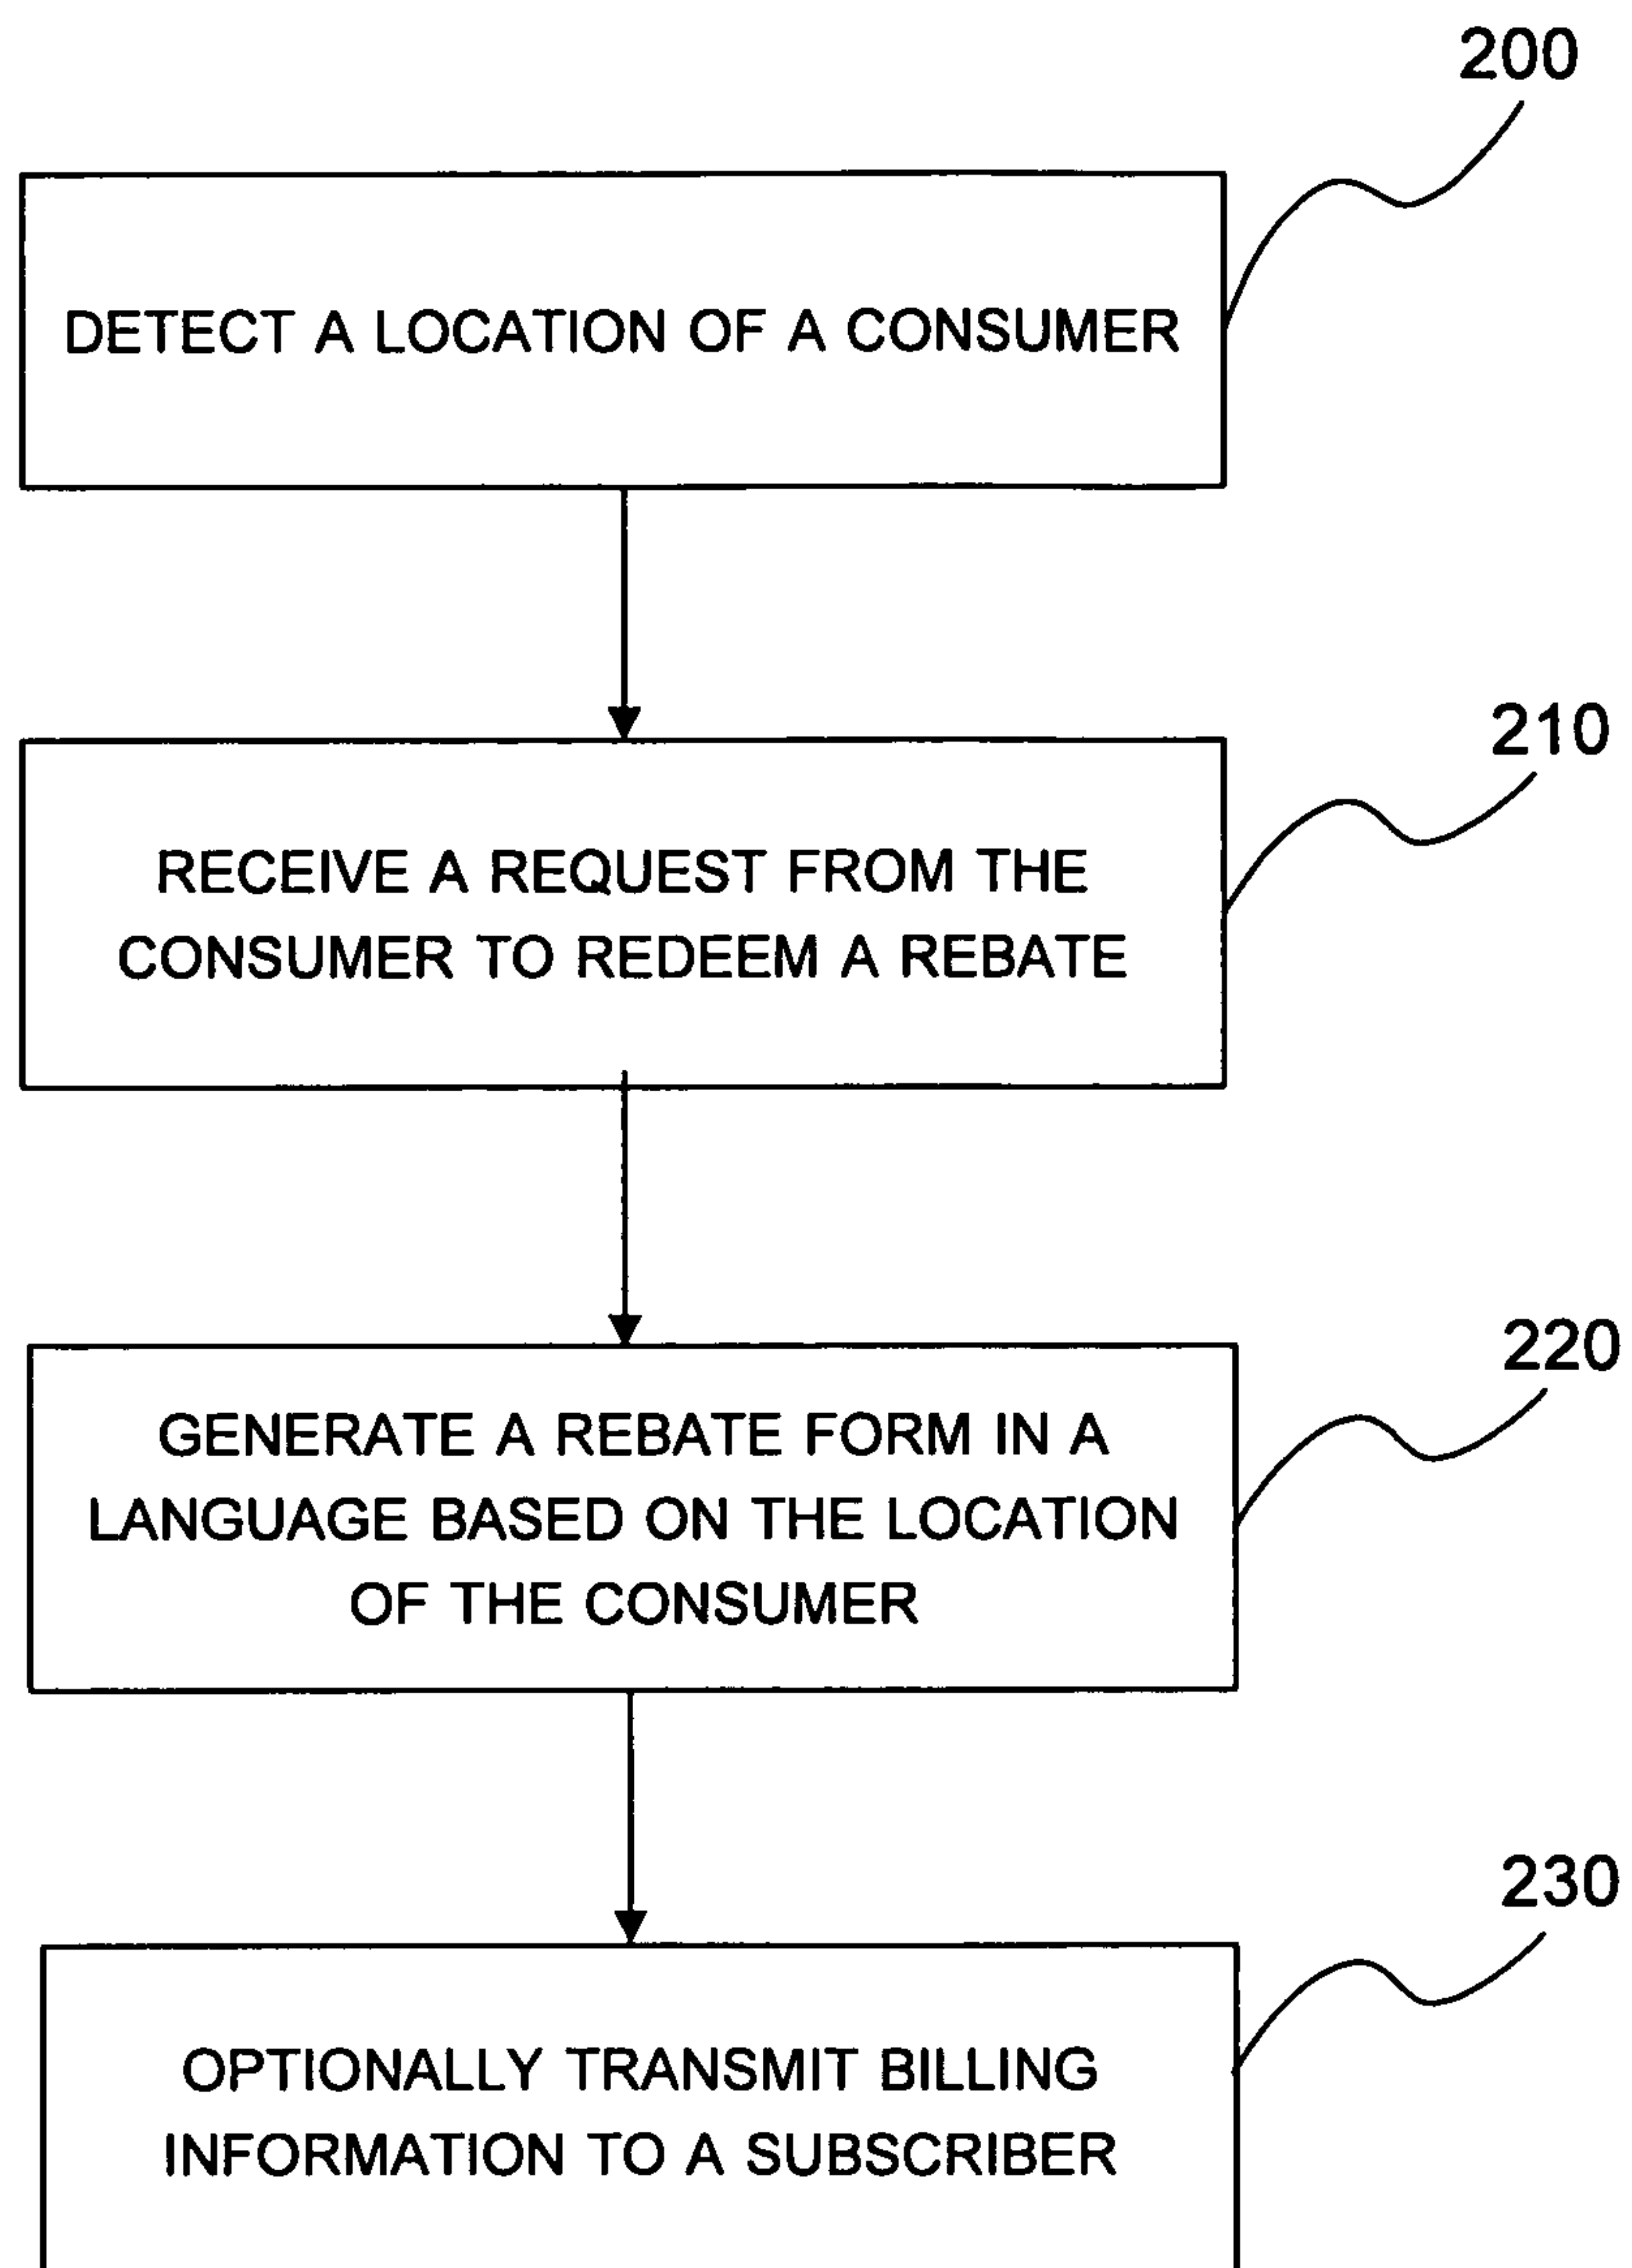 200
DETECT A LOCATION OF A CONSUMER
210
RECEIVE A REQUEST FROM THE
CONSUMER TO REDEEM A REBATE
220
GENERATE A REBATE FORM IN A
LANGUAGE BASED ON THE LOCATION
OF THE CONSUMER
230
OPTIONALLY TRANSMIT BILLING
INFORMATION TO A SUBSCRIBER